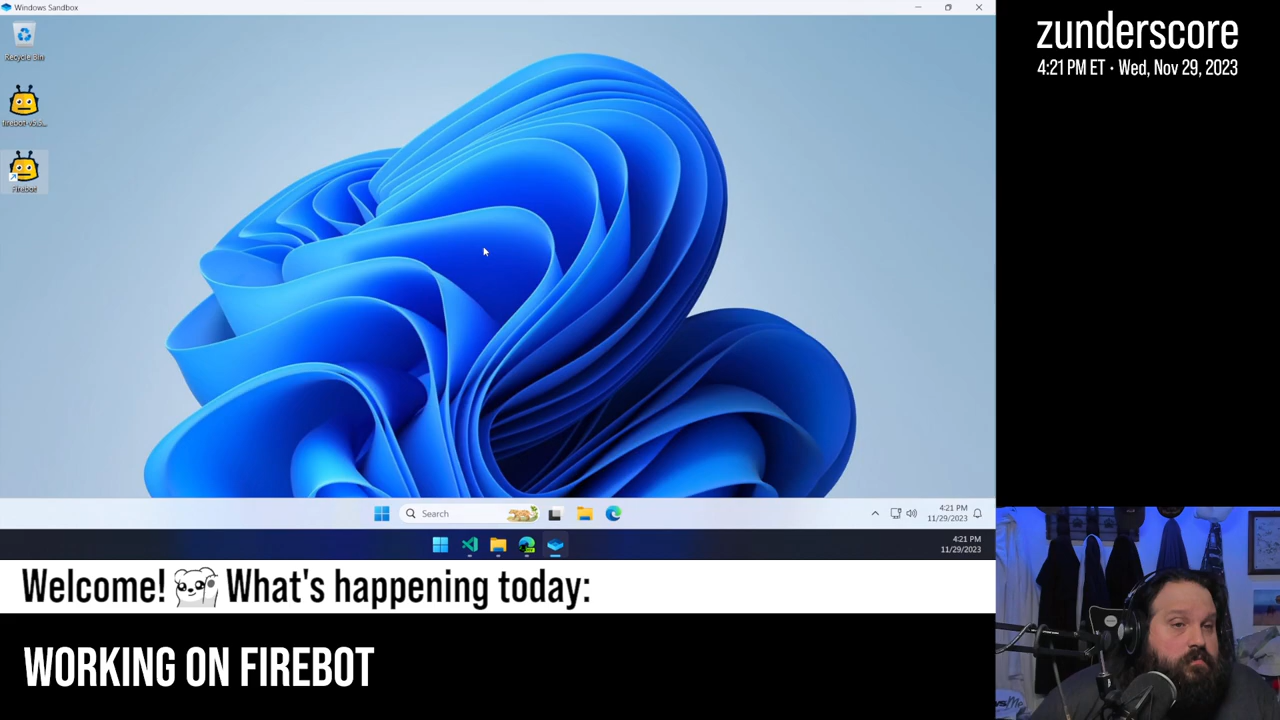 Windows Sandbox
zunderscore
4:21 PM ET • Wed, Nov 29, 2023
Recycle Bin
Firebot
Search
4:21 PM
11/29/2023
4:21 PM
11/29/2023
Welcome! What's happening today:
WORKING ON FIREBOT